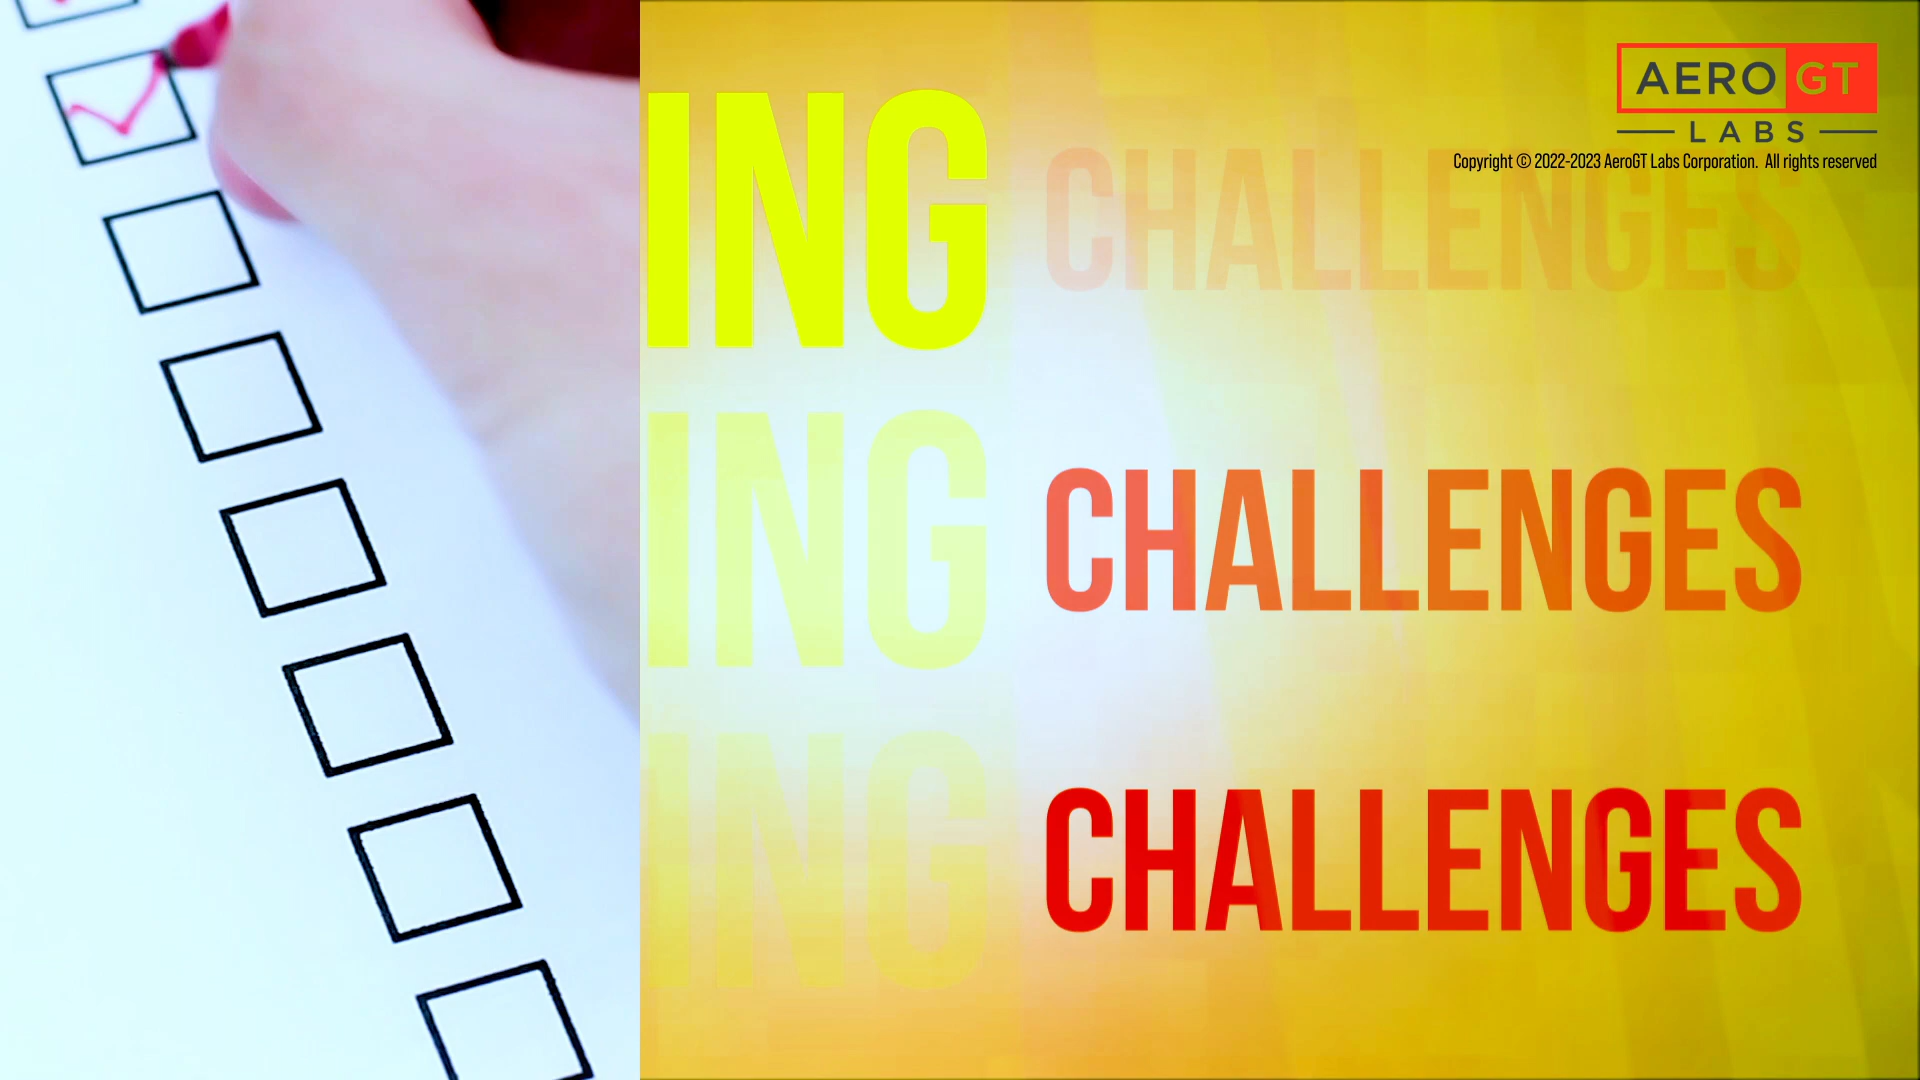 AERO GT
LABS
Copyright © 2022-2023 AeroGT Labs Corporation. All rights reserved
ING CHALLENGES
ING CHALLENGES
ING CHALLENGES